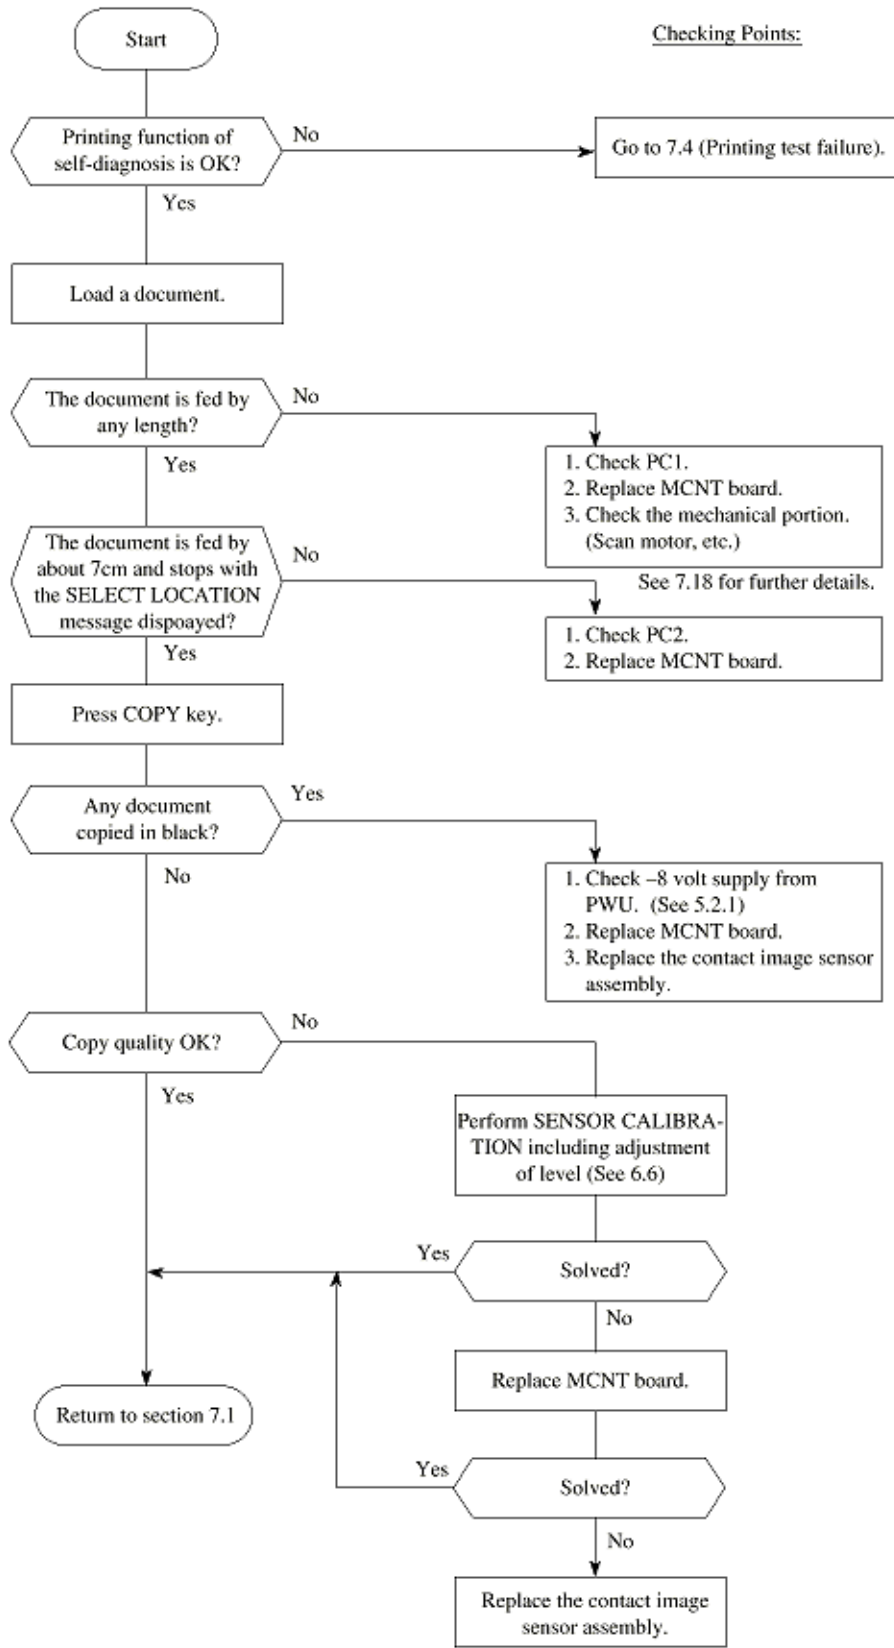 Start
Checking Points:
Printing function of
self-diagnosis is OK?
No
Go to 7.4 (Printing test failure).
Yes
Load a document.
The document is fed by
any length?
No
Yes
1. Check PC1.
2. Replace MCNT board.
3. Check the mechanical portion.
(Scan motor, etc.)
See 7.18 for further details.
The document is fed by
about 7cm and stops with
the SELECT LOCATION
message dispoayed?
No
Yes
1. Check PC2.
2. Replace MCNT board.
Press COPY key.
Any document
copied in black?
Yes
No
1. Check –8 volt supply from
PWU. (See 5.2.1)
2. Replace MCNT board.
3. Replace the contact image sensor
assembly.
Copy quality OK?
No
Yes
Perform SENSOR CALIBRA-
TION including adjustment
of level (See 6.6)
Yes
Solved?
No
Replace MCNT board.
Return to section 7.1
Yes
Solved?
No
Replace the contact image
sensor assembly.